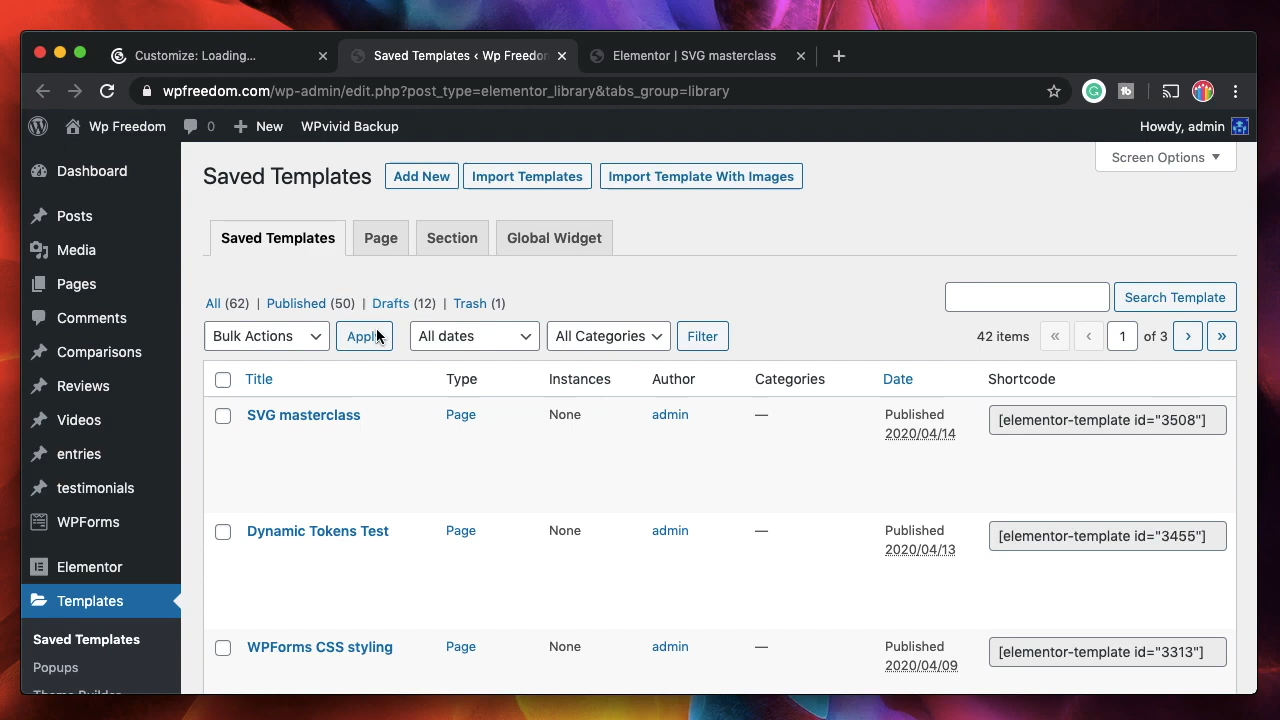 Customize: Loading...
Saved Templates ‹ Wp Freedom
Elementor | SVG masterclass
wpfreedom.com/wp-admin/edit.php?post_type=elementor_library&tabs_group=library
Wp Freedom
0
New
WPvivid Backup
Howdy, admin
Dashboard
Posts
Media
Pages
Comments
Comparisons
Reviews
Videos
entries
testimonials
WPForms
Elementor
Templates
Saved Templates
Popups
Theme Builder
Screen Options
Saved Templates
Add New
Import Templates
Import Template With Images
Saved Templates
Page
Section
Global Widget
All (62) | Published (50) | Drafts (12) | Trash (1)
Search Template
Bulk Actions
Apply
All dates
All Categories
Filter
42 items
«
‹
1
of 3
›
»
Title Type Instances Author Categories Date Shortcode
SVG masterclass Page None admin — Published [elementor-template id="3508"]
2020/04/14
Dynamic Tokens Test Page None admin — Published [elementor-template id="3455"]
2020/04/13
WPForms CSS styling Page None admin — Published [elementor-template id="3313"]
2020/04/09